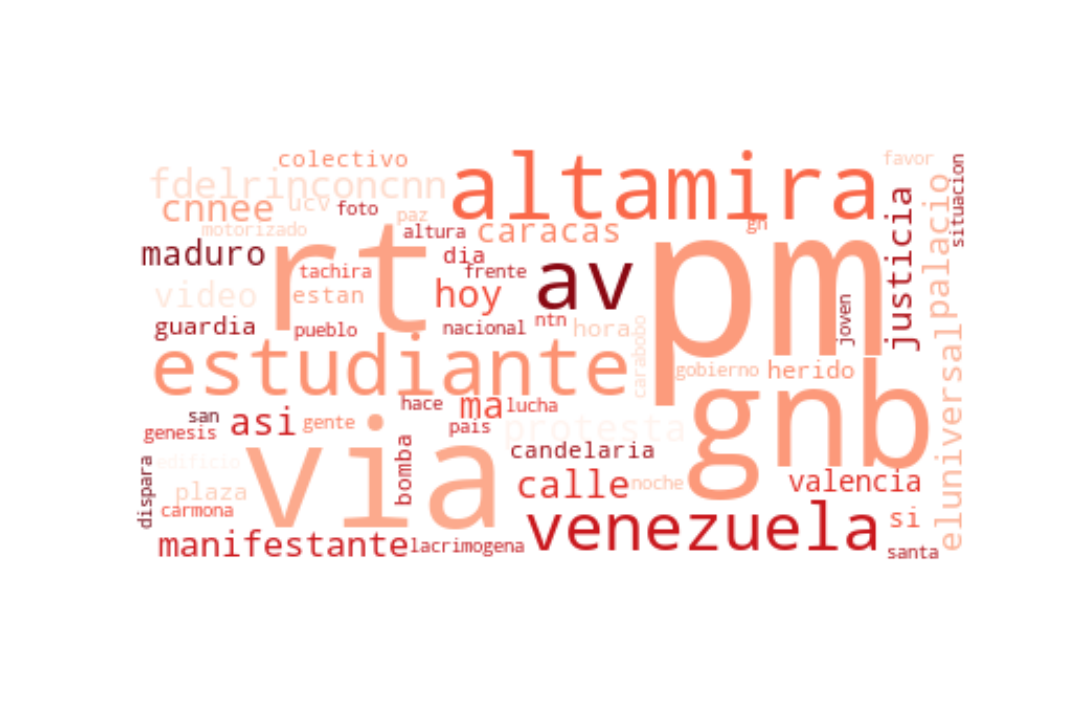 colectivo
favor
fdelrinconcnn
altamira
situacion
cnnee
ucv
foto
paz
motorizado
altura
caracas
gn
justicia
palacio
maduro
rt
tachira
dia
frente
av
pm
video
estan
hoy
guardia
pueblo
nacional
ntn
hora
carabobo
joven
estudiante
gobierno
herido
gnb
eluniversal
san
genesis
asi
gente
hace
ma
lucha
pais
protesta
via
bomba
candelaria
edificio
dispara
plaza
carmona
calle
noche
valencia
manifestante
lacrimogena
venezuela
si
santa